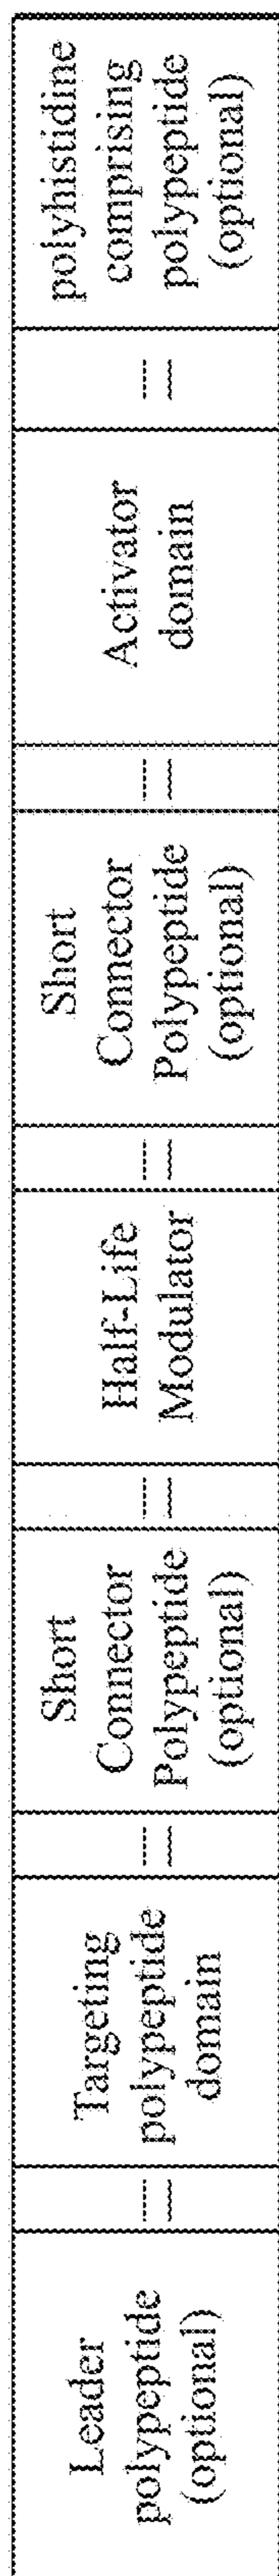 Leader
polypeptide
(optional)
---
—
Targeting
polypeptide
domain
---
—
Short
Connector
Polypeptide
(optional)
---
—
Half-Life
Modulator
---
—
Short
Connector
Polypeptide
(optional)
---
—
Activator
domain
---
—
polyhistidine
comprising
polypeptide
(optional)